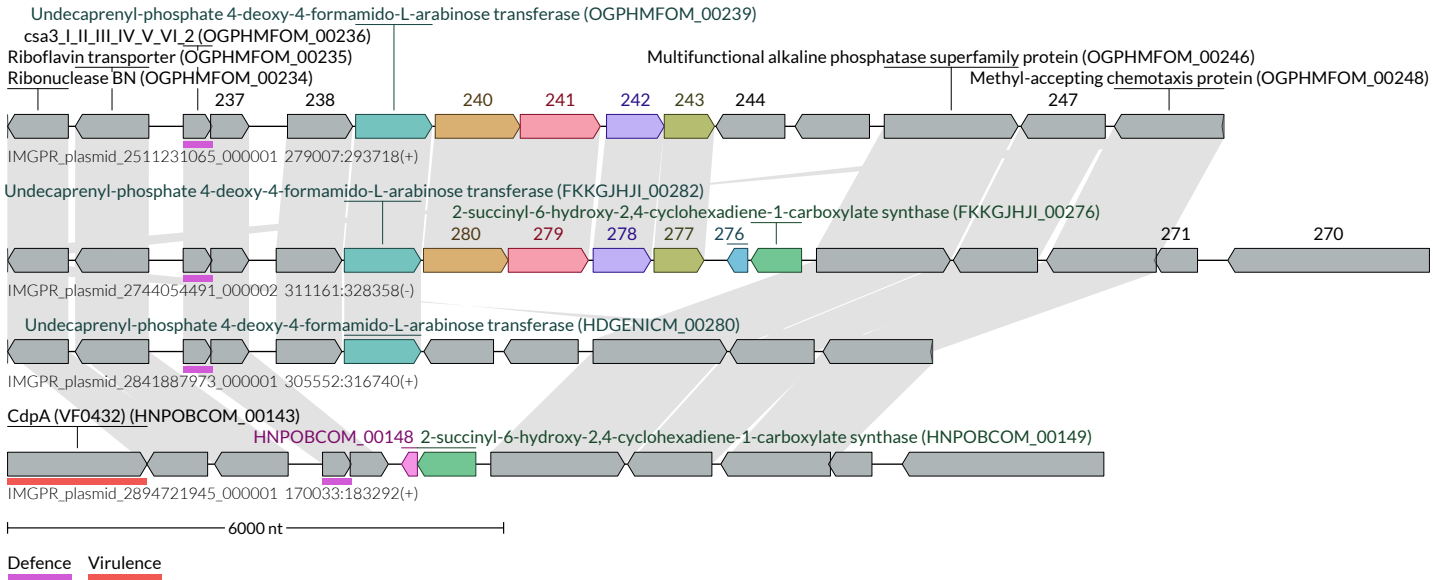 Undecaprenyl-phosphate 4-deoxy-4-formamido-L-arabinose transferase (OGPHMFOM_00239)
csa3_I_II_III_IV_V_VI_2 (OGPHMFOM_00236)
Riboflavin transporter (OGPHMFOM_00235)
Multifunctional alkaline phosphatase superfamily protein (OGPHMFOM_00246)
Ribonuclease BN (OGPHMFOM_00234)
Methyl-accepting chemotaxis protein (OGPHMFOM_00248)
237 238 240 241 242 243 244 247
IMGPR_plasmid_2511231065_000001 279007:293718(+)
Undecaprenyl-phosphate 4-deoxy-4-formamido-L-arabinose transferase (FKKGJHJI_00282)
2-succinyl-6-hydroxy-2,4-cyclohexadiene-1-carboxylate synthase (FKKGJHJI_00276)
280 279 278 277 276 271 270
IMGPR_plasmid_2744054491_000002 311161:328358(-)
Undecaprenyl-phosphate 4-deoxy-4-formamido-L-arabinose transferase (HDGENICM_00280)
IMGPR_plasmid_2841887973_000001 305552:316740(+)
CdpA (VF0432) (HNPOBCOM_00143)
HNPOBCOM_00148 2-succinyl-6-hydroxy-2,4-cyclohexadiene-1-carboxylate synthase (HNPOBCOM_00149)
IMGPR_plasmid_2894721945_000001 170033:183292(+)
6000 nt
Defence Virulence